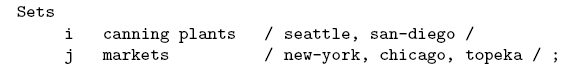 Sets
i canning plants / seattle, san-diego /
j markets / new-york, chicago, topeka / ;